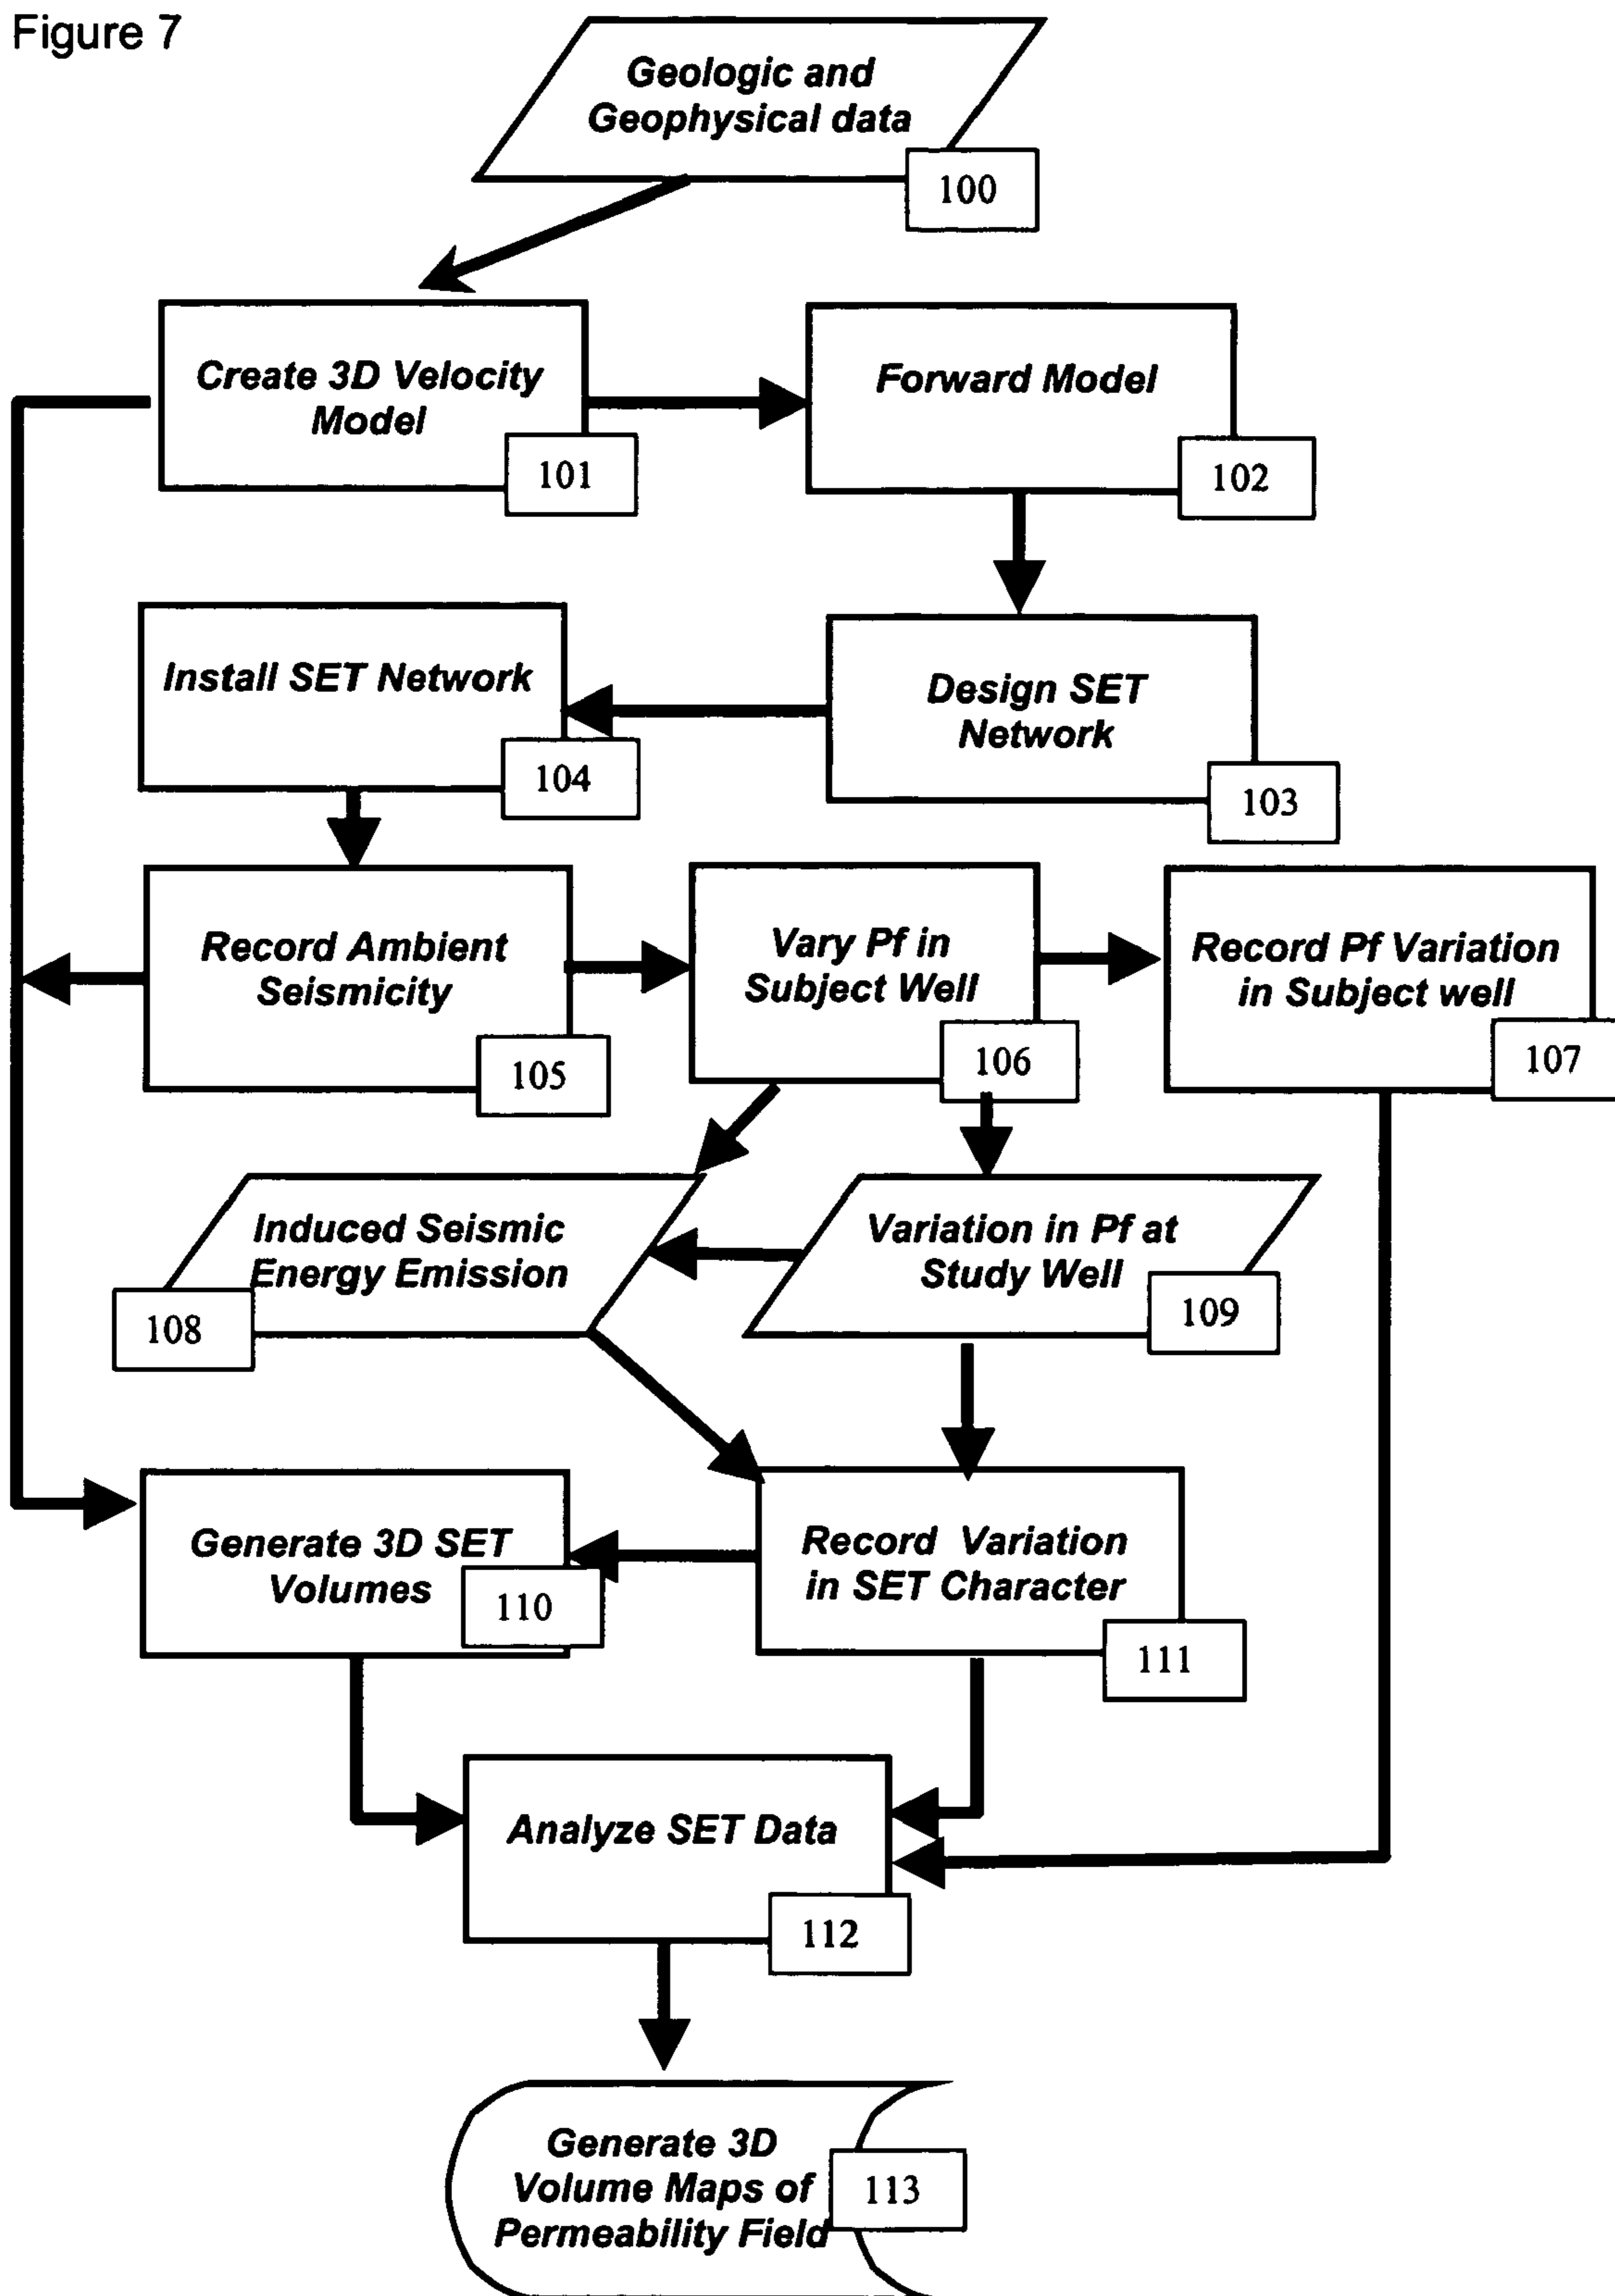 Figure 7
Geologic and
Geophysical data
100
Create 3D Velocity
Model
101
Forward Model
102
Install SET Network
104
Design SET
Network
103
Record Ambient
Seismicity
105
Vary Pf in
Subject Well
106
Record Pf Variation
in Subject well
107
Induced Seismic
Energy Emission
108
Variation in Pf at
Study Well
109
Generate 3D SET
Volumes
110
Record Variation
in SET Character
111
Analyze SET Data
112
Generate 3D
Volume Maps of
Permeability Field
113